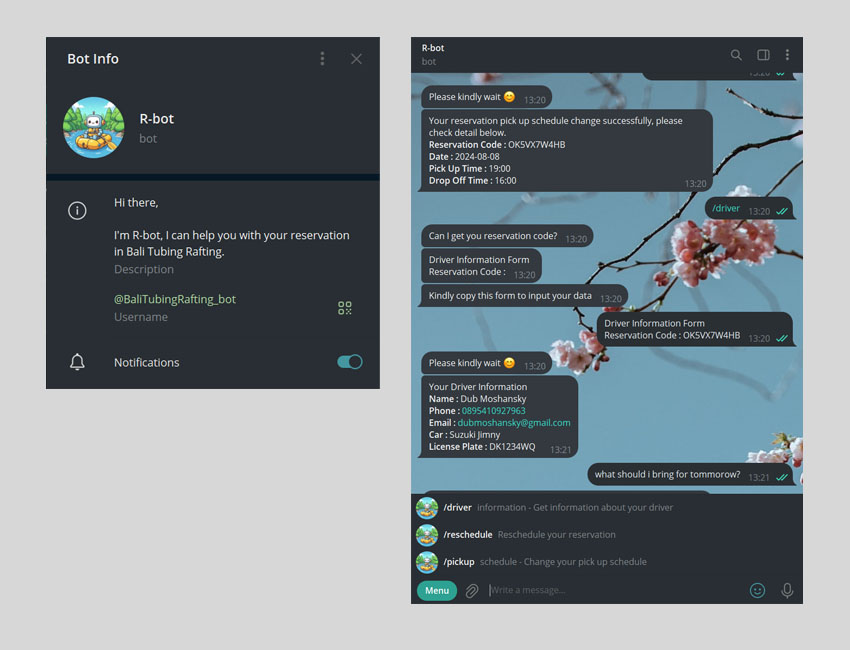 Bot Info
R-bot
bot
Hi there,
I'm R-bot, I can help you with your reservation
in Bali Tubing Rafting.
Description
@BaliTubingRafting_bot
Username
Notifications
R-bot
bot
13:20
Please kindly wait 😊 13:20
Your reservation pick up schedule change successfully, please
check detail below.
Reservation Code : OK5VX7W4HB
Date : 2024-08-08
Pick Up Time : 19:00
Drop Off Time : 16:00
13:20
/driver 13:20
Can I get you reservation code? 13:20
Driver Information Form
Reservation Code : 13:20
Kindly copy this form to input your data 13:20
Driver Information Form
Reservation Code : OK5VX7W4HB 13:20
Please kindly wait 😊 13:20
Your Driver Information
Name : Dub Moshansky
Phone : 0895410927963
Email : dubmoshansky@gmail.com
Car : Suzuki Jimny
License Plate : DK1234WQ 13:21
what should i bring for tommorow? 13:21
/driver information - Get information about your driver
/reschedule Reschedule your reservation
/pickup schedule - Change your pick up schedule
Menu Write a message...